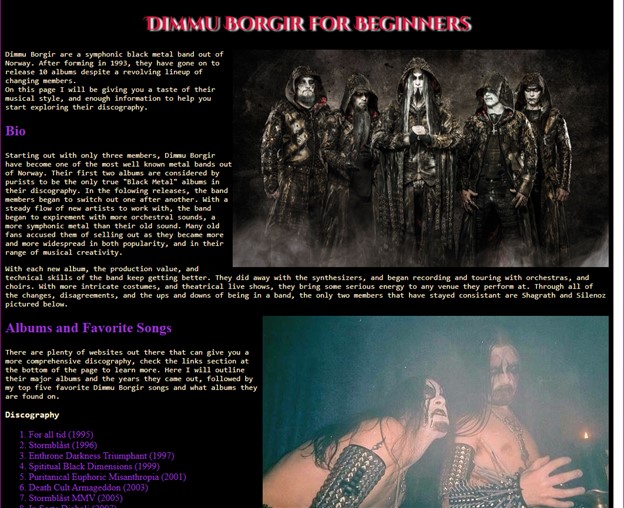 Dimmu Borgir for Beginners
Dimmu Borgir are a symphonic black metal band out of
Norway. After forming in 1993, they have gone on to
release 10 albums despite a revolving lineup of
changing members.
On this page I will be giving you a taste of their
musical style, and enough information to help you
start exploring their discography.
Bio
Starting out with only three members, Dimmu Borgir
have become one of the most well known metal bands out
of Norway. Their first two albums are considered by
purists to be the only true "Black Metal" albums in
their discography. In the folowing releases, the band
members began to switch out one after another. With a
steady flow of new artists to work with, the band
began to expirement with more orchestral sounds, a
more symphonic metal than their old sound. Many old
fans accused them of selling out as they became more
and more widespread in both popularity, and in their
range of musical creativity.
With each new album, the production value, and
technical skills of the band keep getting better. They did away with the synthesizers, and began recording and touring with orchestras, and
choirs. With more intricate costumes, and theatrical live shows, they bring some serious energy to any venue they perform at. Through all of
the changes, disagreements, and the ups and downs of being in a band, the only two members that have stayed consistant are Shagrath and Silenoz
pictured below.
Albums and Favorite Songs
There are plenty of websites out there that can give you a
more comprehensive discography, check the links section at
the bottom of the page to learn more. Here I will outline
their major albums and the years they came out, followed by
my top five favorite Dimmu Borgir songs and what albums they
are found on.
Discography
1. For all tid (1995)
2. Stormblåst (1996)
3. Enthrone Darkness Triumphant (1997)
4. Spititual Black Dimensions (1999)
5. Puritanical Euphoric Misanthropia (2001)
6. Death Cult Armageddon (2003)
7. Stormblåst MMV (2005)